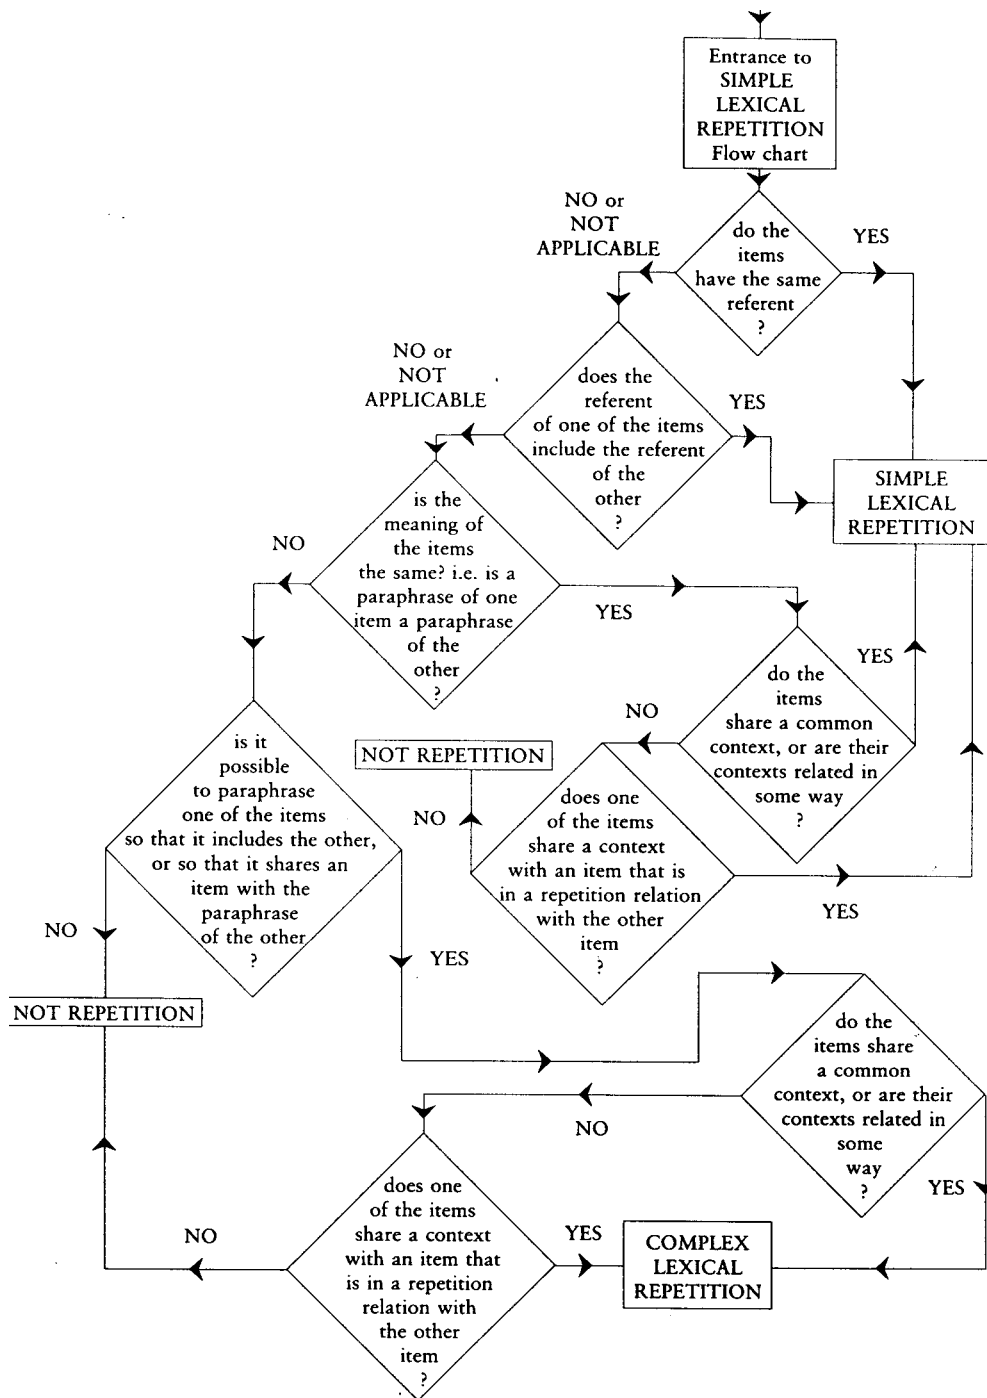 Entrance to
SIMPLE
LEXICAL
REPETITION
Flow chart
NO or
NOT
APPLICABLE
do the
items
have the same
referent
?
YES
NO or
NOT
APPLICABLE
does the
referent
of one of the items
include the referent
of the
other
?
YES
SIMPLE
LEXICAL
REPETITION
NO
is the
meaning of
the items
the same? i.e. is a
paraphrase of one
item a paraphrase
of the
other
?
YES
do the
items
share a common
context, or are their
contexts related in
some way
?
YES
NO
NOT REPETITION
NO
does one
of the items
share a context
with an item that is
in a repetition relation
with the other
item
?
YES
is it
possible
to paraphrase
one of the items
so that it includes the other,
or so that it shares an
item with the
paraphrase
of the other
?
NO
YES
NOT REPETITION
do the
items share
a common
context, or are their
contexts related in
some
way
?
NO
YES
does one
of the items
share a context
with an item that
is in a repetition
relation with
the other
item
?
NO
YES
COMPLEX
LEXICAL
REPETITION